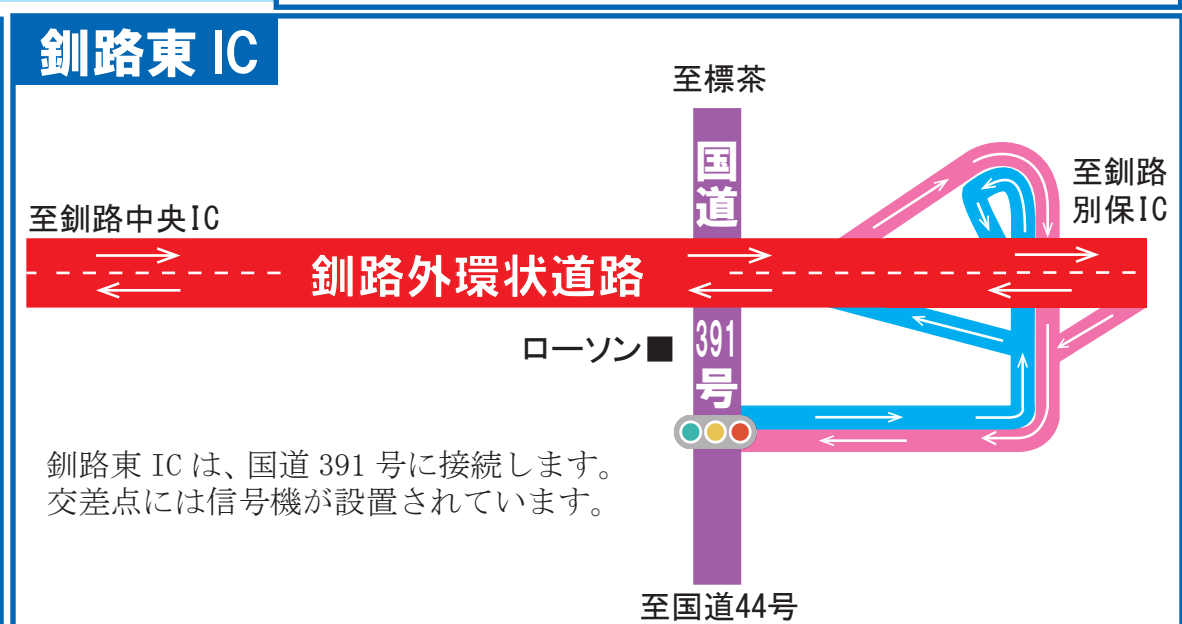 釧路東 IC
至標茶
国道
至釧路
別保IC
至釧路中央IC
釧路外環状道路
ローソン■
391
号
釧路東 IC は、国道 391 号に接続します。
交差点には信号機が設置されています。
至国道44号